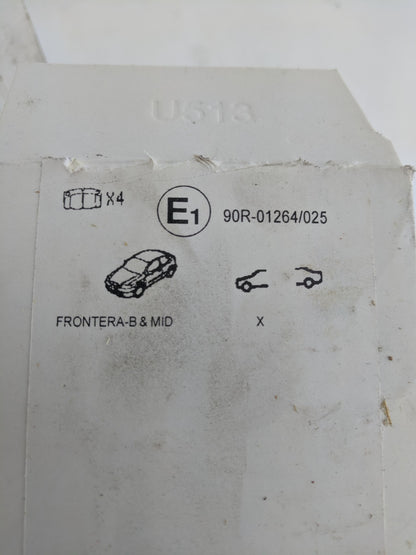 U513
X4
E1 90R-01264/025
FRONTERA-B & MID X